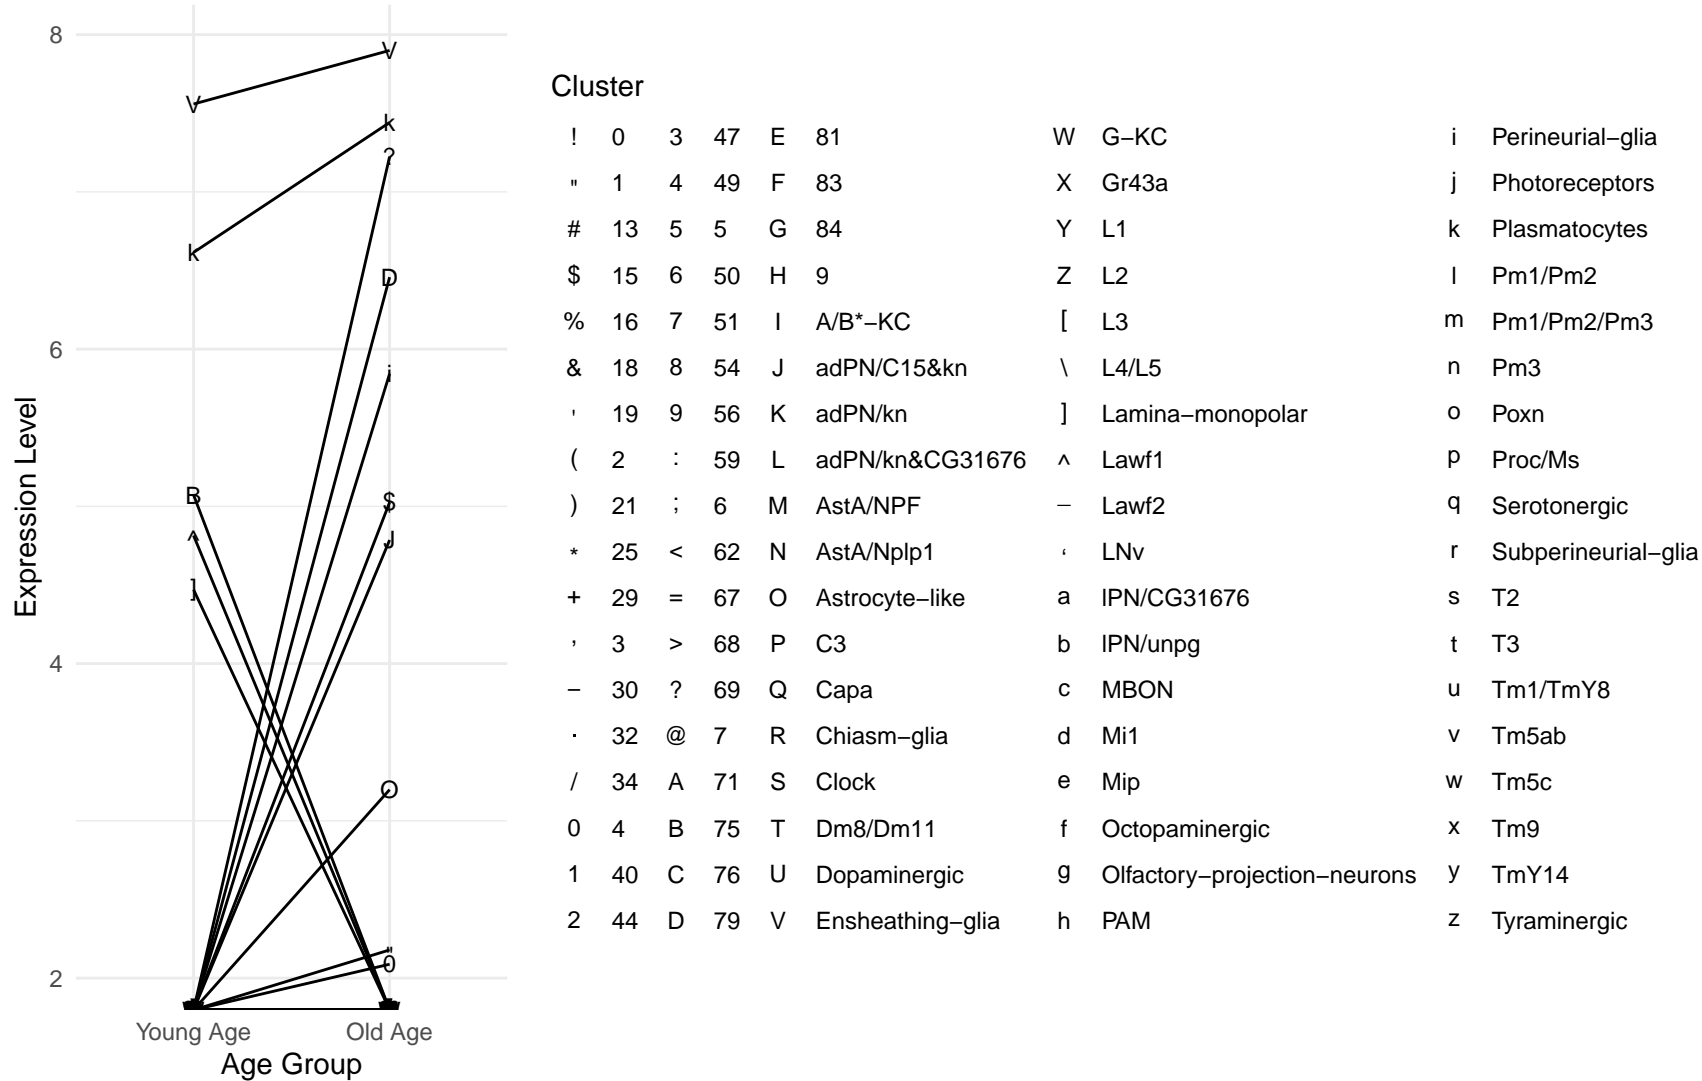 8
6
4
2
Expression Level
Young Age Old Age
Age Group
V V
k k
?
D
i
B $
^ J
]
O
"
0
Cluster
! 0 3 47 E 81 W G−KC i Perineurial−glia
" 1 4 49 F 83 X Gr43a j Photoreceptors
# 13 5 5 G 84 Y L1 k Plasmatocytes
$ 15 6 50 H 9 Z L2 l Pm1/Pm2
% 16 7 51 I A/B*−KC [ L3 m Pm1/Pm2/Pm3
& 18 8 54 J adPN/C15&kn \ L4/L5 n Pm3
' 19 9 56 K adPN/kn ] Lamina−monopolar o Poxn
( 2 : 59 L adPN/kn&CG31676 ^ Lawf1 p Proc/Ms
) 21 ; 6 M AstA/NPF − Lawf2 q Serotonergic
* 25 < 62 N AstA/Nplp1 ‘ LNv r Subperineurial−glia
+ 29 = 67 O Astrocyte−like a lPN/CG31676 s T2
, 3 > 68 P C3 b lPN/unpg t T3
− 30 ? 69 Q Capa c MBON u Tm1/TmY8
. 32 @ 7 R Chiasm−glia d Mi1 v Tm5ab
/ 34 A 71 S Clock e Mip w Tm5c
0 4 B 75 T Dm8/Dm11 f Octopaminergic x Tm9
1 40 C 76 U Dopaminergic g Olfactory−projection−neurons y TmY14
2 44 D 79 V Ensheathing−glia h PAM z Tyraminergic